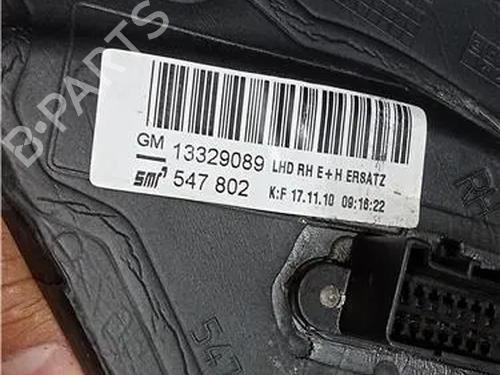 B-PARTS
GM 13329089 LHD RH E+H ERSATZ
smr 547 802 K:F 17.11.10 09:16:22
RH
547